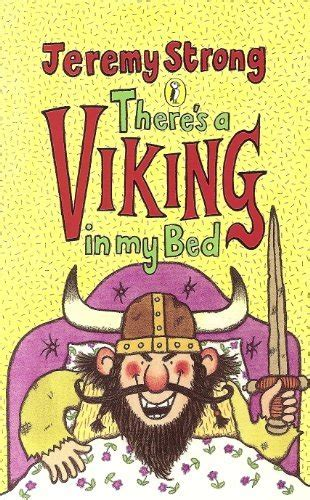 Jeremy Strong
There's a
VIKING
in my Bed